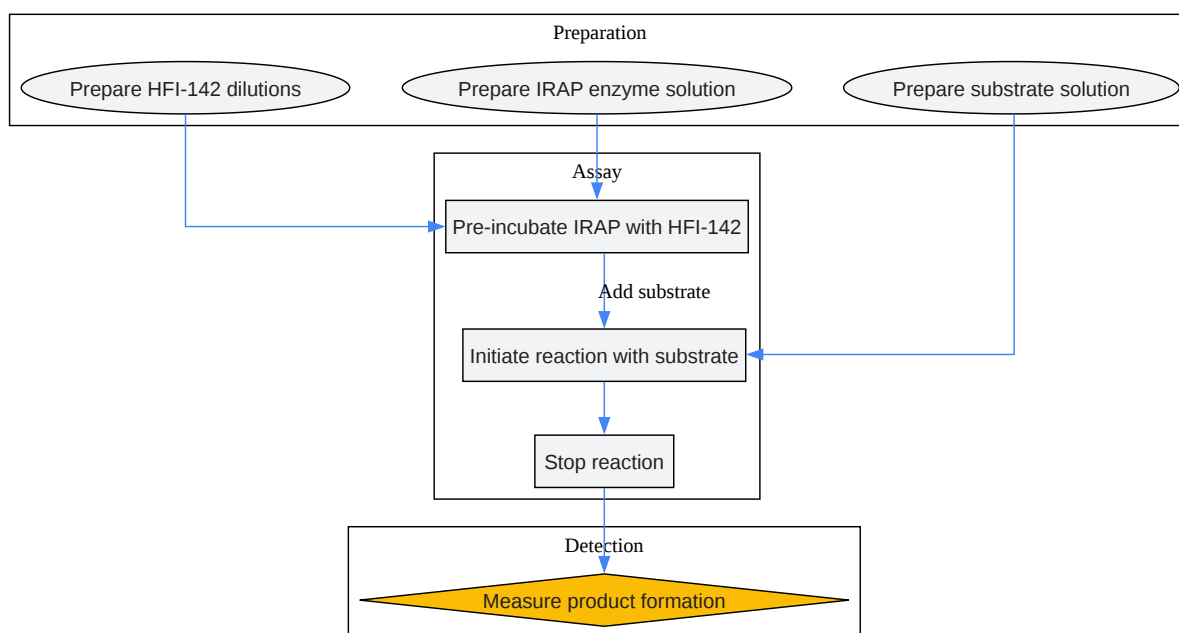 Preparation
Prepare HFI-142 dilutions
Prepare IRAP enzyme solution
Prepare substrate solution
Assay
Pre-incubate IRAP with HFI-142
Add substrate
Initiate reaction with substrate
Stop reaction
Detection
Measure product formation